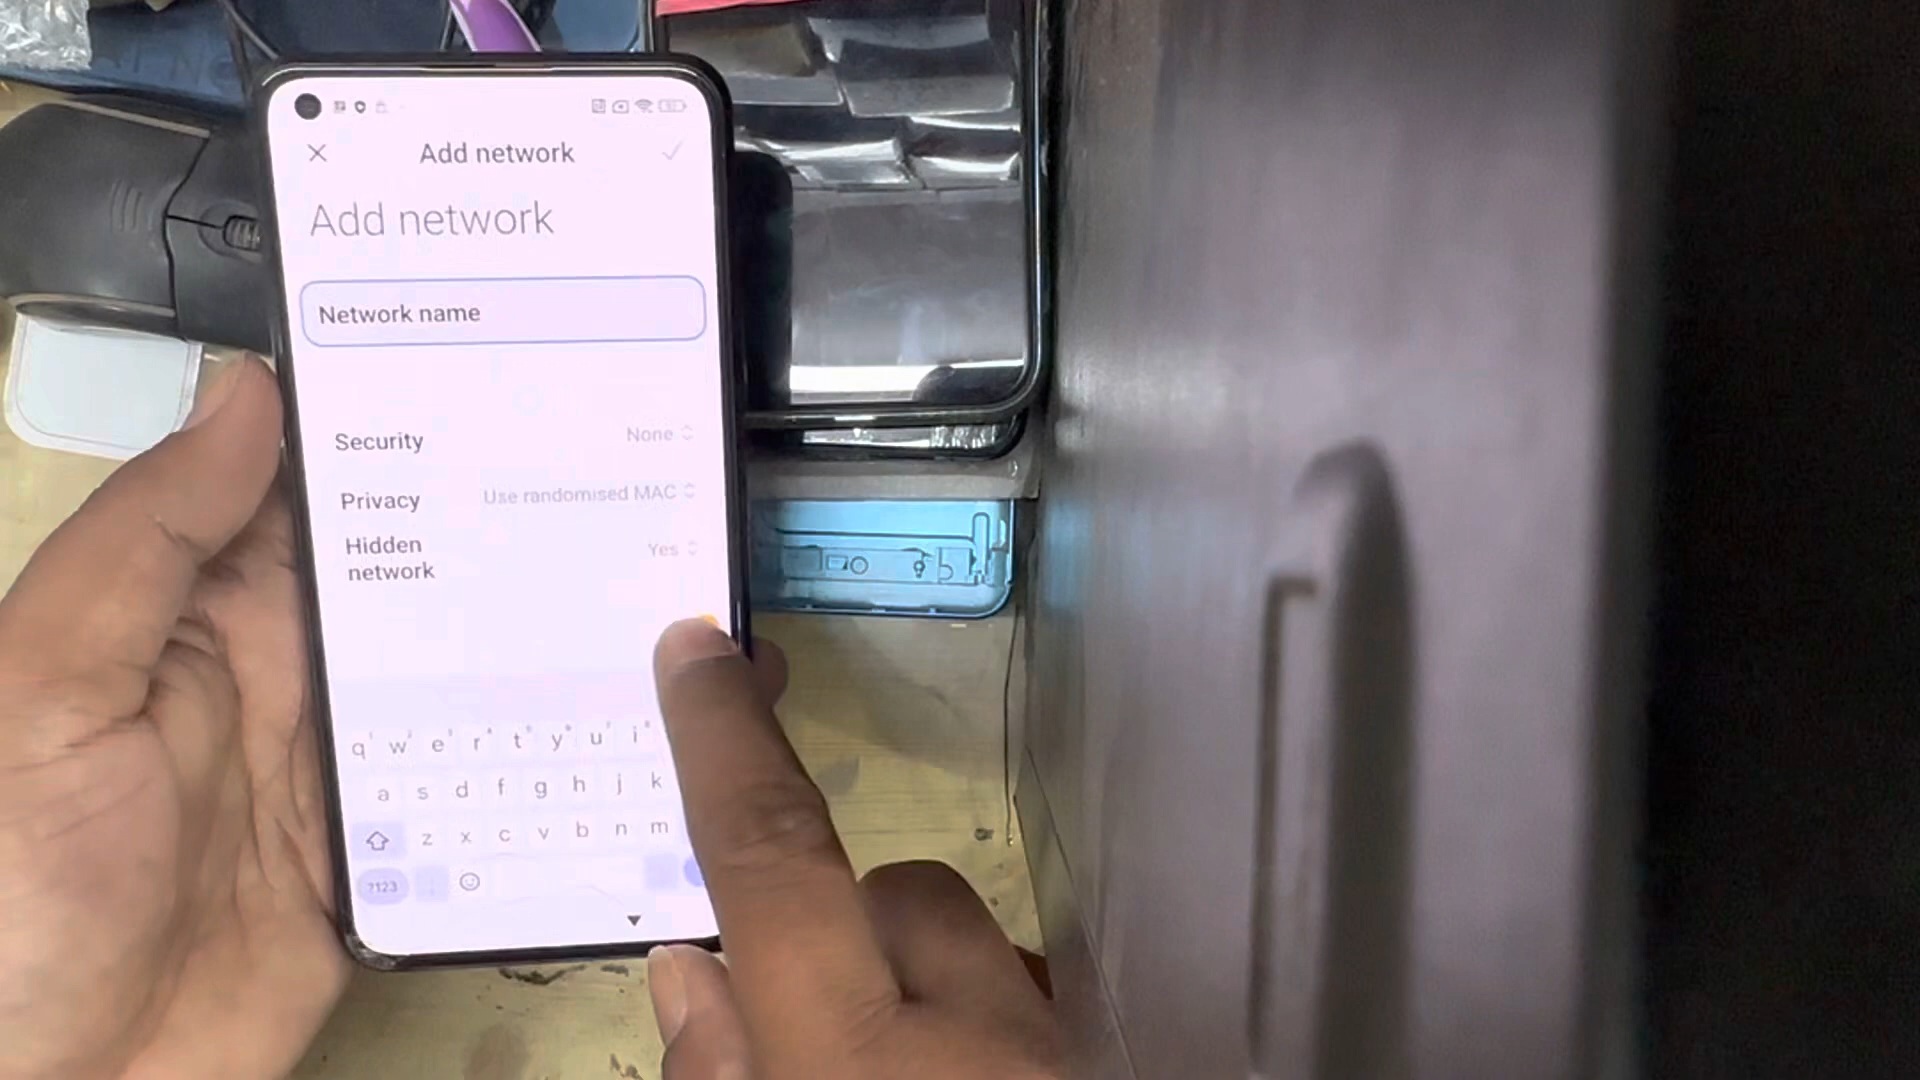 Add network
Add network
Network name
Security None
Privacy Use randomised MAC
Hidden network Yes
q w e r t y u i
a s d f g h j k
z x c v b n m
?123